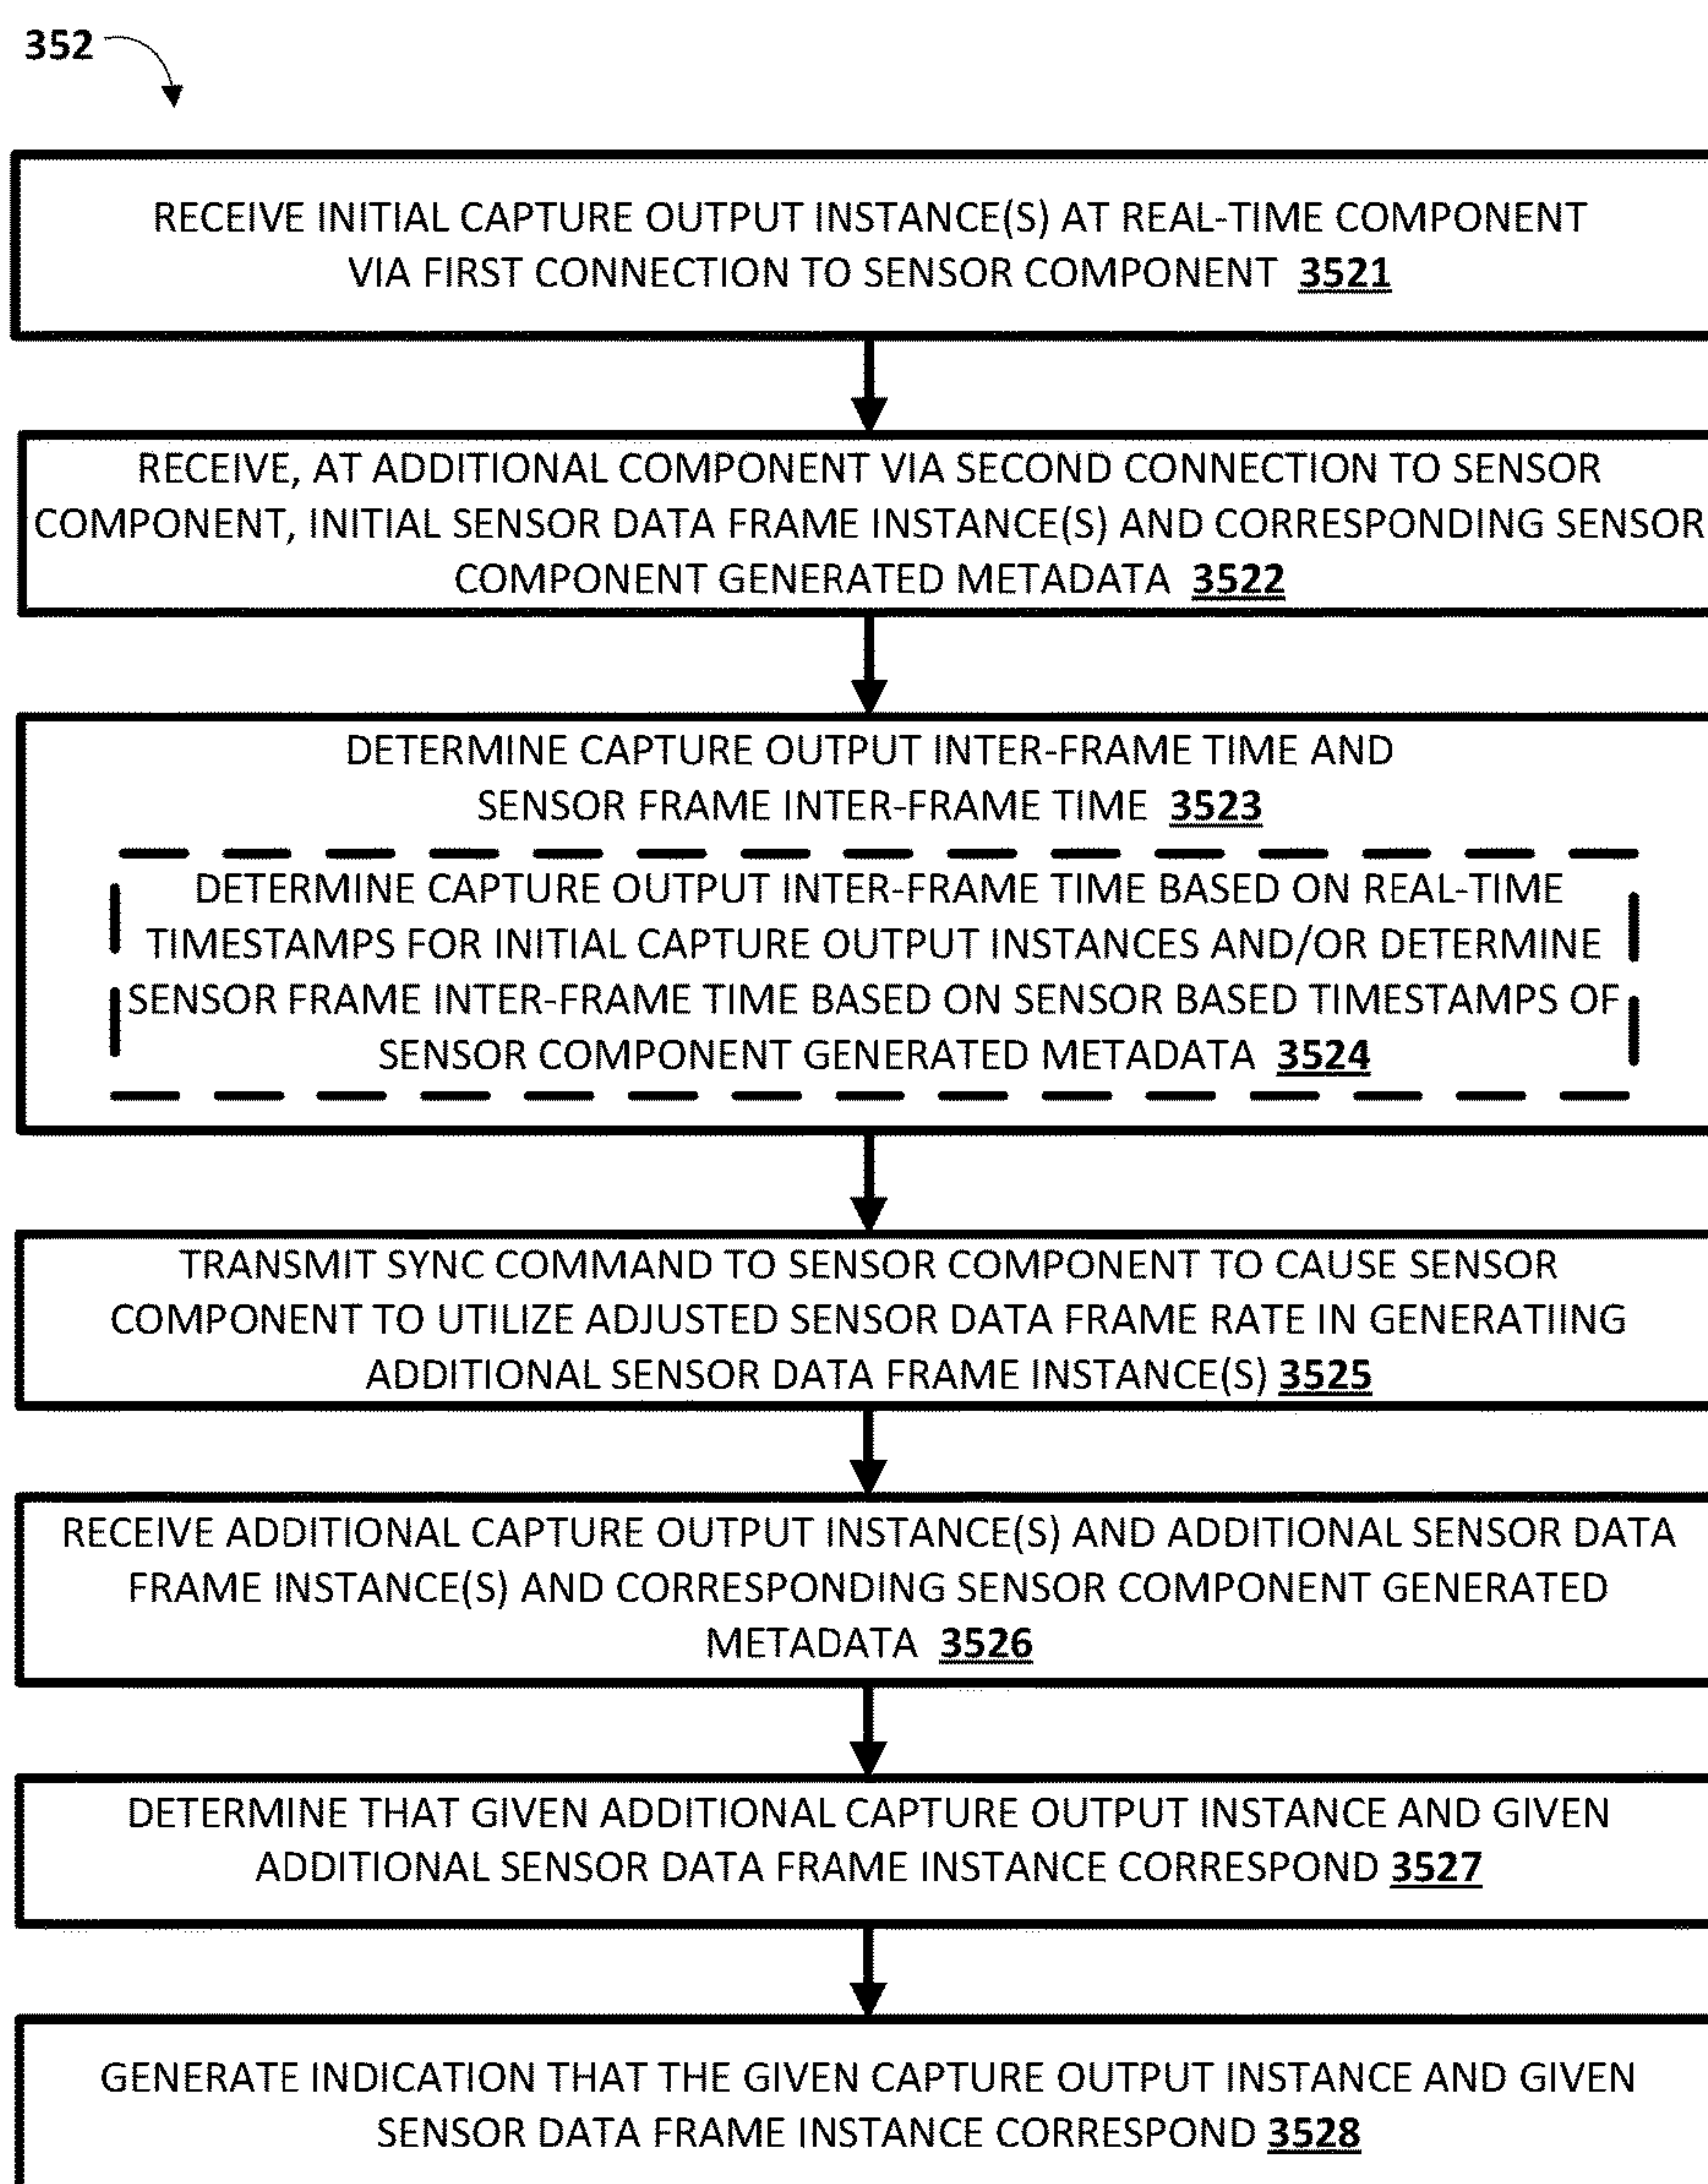 352
RECEIVE INITIAL CAPTURE OUTPUT INSTANCE(S) AT REAL-TIME COMPONENT
VIA FIRST CONNECTION TO SENSOR COMPONENT 3521
RECEIVE, AT ADDITIONAL COMPONENT VIA SECOND CONNECTION TO SENSOR
COMPONENT, INITIAL SENSOR DATA FRAME INSTANCE(S) AND CORRESPONDING SENSOR
COMPONENT GENERATED METADATA 3522
DETERMINE CAPTURE OUTPUT INTER-FRAME TIME AND
SENSOR FRAME INTER-FRAME TIME 3523
DETERMINE CAPTURE OUTPUT INTER-FRAME TIME BASED ON REAL-TIME
TIMESTAMPS FOR INITIAL CAPTURE OUTPUT INSTANCES AND/OR DETERMINE
SENSOR FRAME INTER-FRAME TIME BASED ON SENSOR BASED TIMESTAMPS OF
SENSOR COMPONENT GENERATED METADATA 3524
TRANSMIT SYNC COMMAND TO SENSOR COMPONENT TO CAUSE SENSOR
COMPONENT TO UTILIZE ADJUSTED SENSOR DATA FRAME RATE IN GENERATIING
ADDITIONAL SENSOR DATA FRAME INSTANCE(S) 3525
RECEIVE ADDITIONAL CAPTURE OUTPUT INSTANCE(S) AND ADDITIONAL SENSOR DATA
FRAME INSTANCE(S) AND CORRESPONDING SENSOR COMPONENT GENERATED
METADATA 3526
DETERMINE THAT GIVEN ADDITIONAL CAPTURE OUTPUT INSTANCE AND GIVEN
ADDITIONAL SENSOR DATA FRAME INSTANCE CORRESPOND 3527
GENERATE INDICATION THAT THE GIVEN CAPTURE OUTPUT INSTANCE AND GIVEN
SENSOR DATA FRAME INSTANCE CORRESPOND 3528